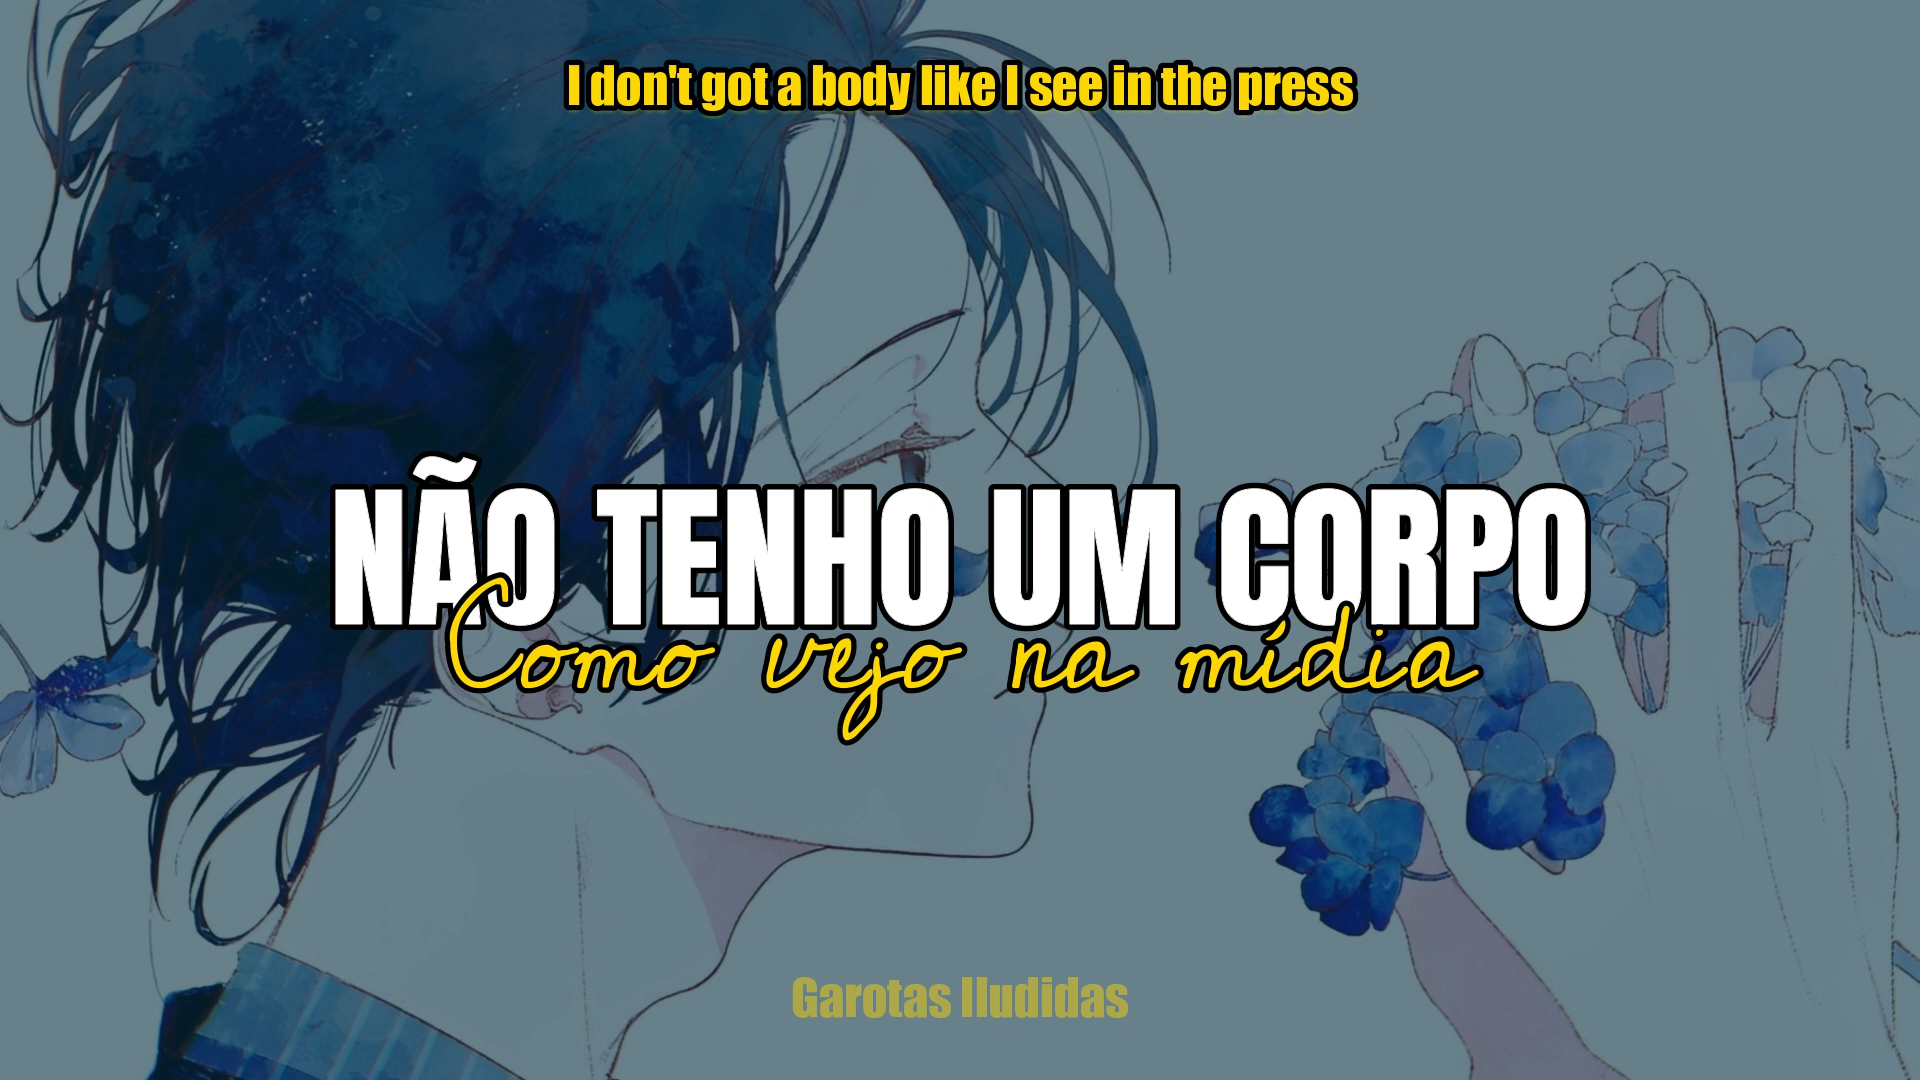 I don't got a body like I see in the press
NÃO TENHO UM CORPO
Como vejo na mídia
Garotas Iludidas